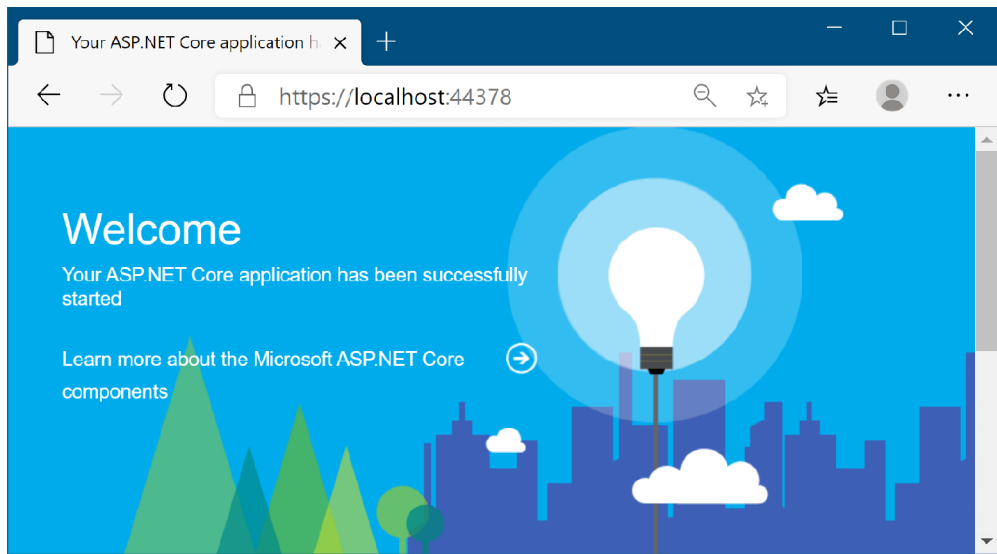 Your ASP.NET Core application h
https://localhost:44378
Welcome
Your ASP.NET Core application has been successfully
started
Learn more about the Microsoft ASP.NET Core
components